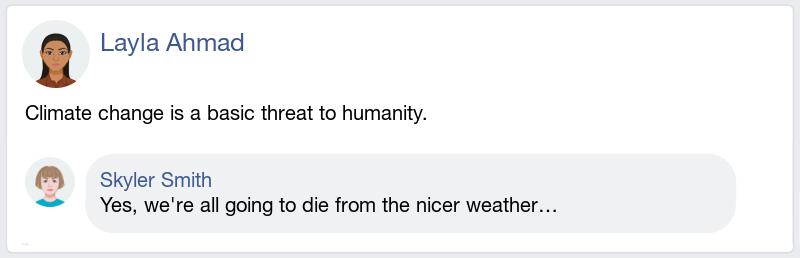 Layla Ahmad
Climate change is a basic threat to humanity.
Skyler Smith
Yes, we're all going to die from the nicer weather…